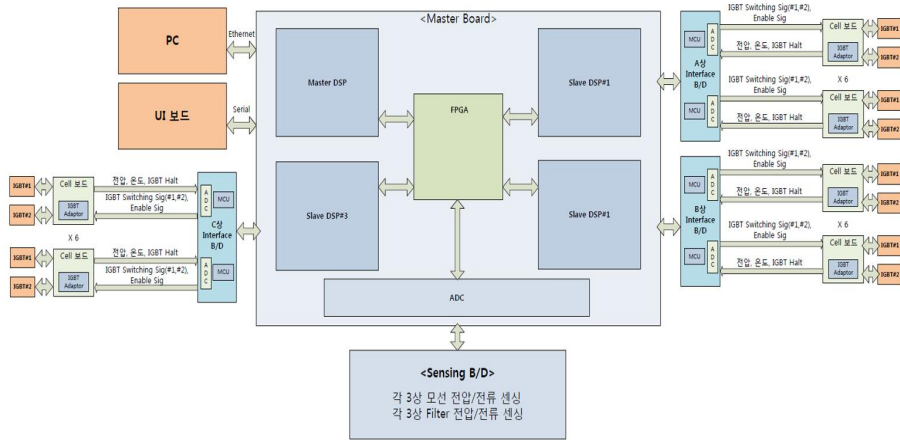 <Master Board>
PC
Ethernet
UI 보드
Serial
Master DSP
Slave DSP#1
FPGA
Slave DSP#3
Slave DSP#1
ADC
<Sensing B/D>
각 3상 모선 전압/전류 센싱
각 3상 Filter 전압/전류 센싱
IGBT#1
IGBT#2
Cell 보드
IGBT
Adaptor
전압, 온도, IGBT Halt
IGBT Switching Sig(#1,#2),
Enable Sig
X 6
IGBT#1
IGBT#2
Cell 보드
IGBT
Adaptor
전압, 온도, IGBT Halt
IGBT Switching Sig(#1,#2),
Enable Sig
ADC
MCU
C상
Interface
B/D
ADC
MCU
A상
Interface
B/D
MCU
ADC
MCU
ADC
IGBT Switching Sig(#1,#2),
Enable Sig
전압, 온도, IGBT Halt
Cell 보드
IGBT
Adaptor
IGBT#1
IGBT#2
X 6
IGBT Switching Sig(#1,#2),
Enable Sig
전압, 온도, IGBT Halt
Cell 보드
IGBT
Adaptor
IGBT#1
IGBT#2
B상
Interface
B/D
MCU
ADC
MCU
ADC
IGBT Switching Sig(#1,#2),
Enable Sig
전압, 온도, IGBT Halt
Cell 보드
IGBT
Adaptor
IGBT#1
IGBT#2
X 6
IGBT Switching Sig(#1,#2),
Enable Sig
전압, 온도, IGBT Halt
Cell 보드
IGBT
Adaptor
IGBT#1
IGBT#2